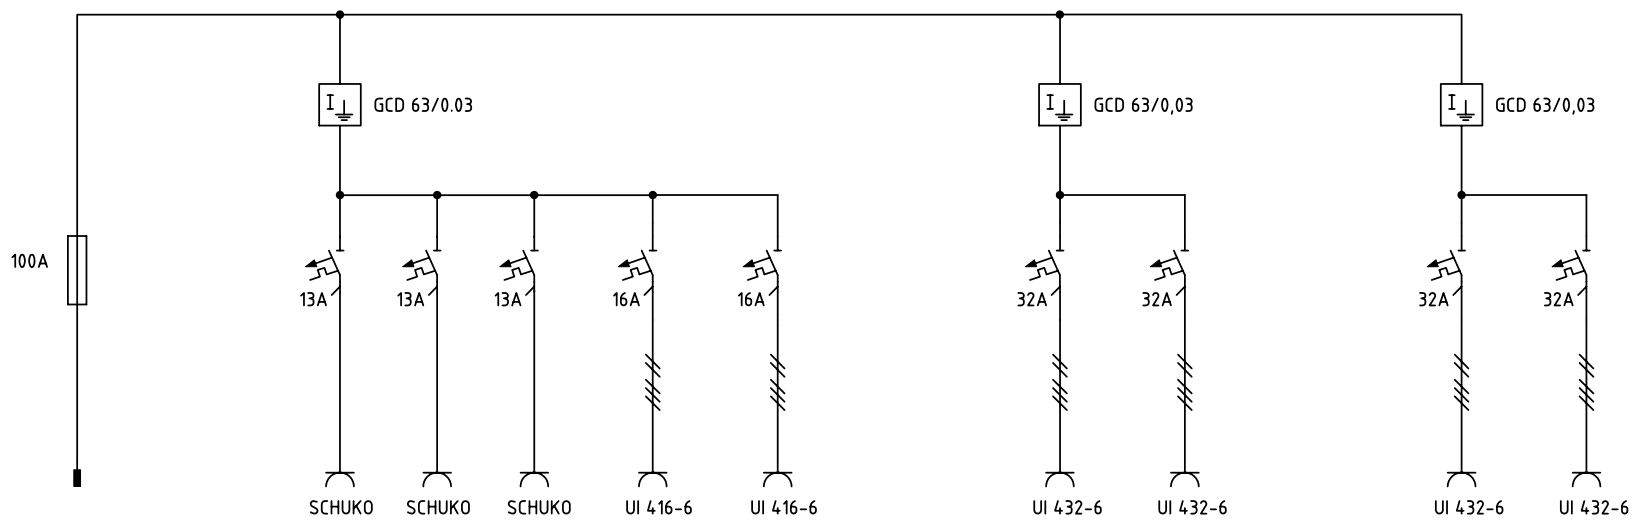 GCD 63/0.03
GCD 63/0,03
GCD 63/0,03
100A
13A
13A
13A
16A
16A
32A
32A
32A
32A
SCHUKO
SCHUKO
SCHUKO
UI 416-6
UI 416-6
UI 432-6
UI 432-6
UI 432-6
UI 432-6